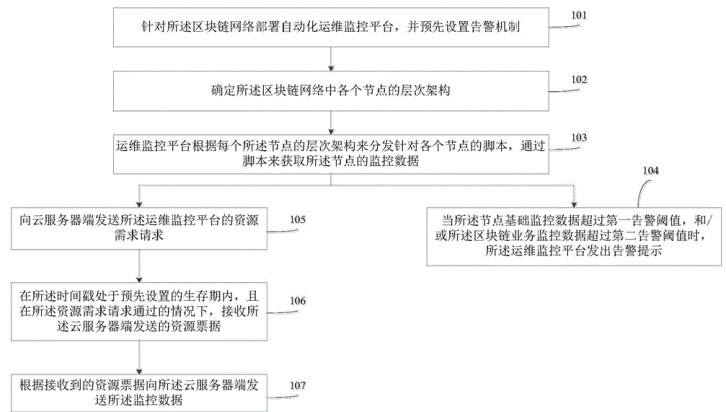 针对所述区块链网络部署自动化运维监控平台，并预先设置告警机制
101
确定所述区块链网络中各个节点的层次架构
102
运维监控平台根据每个所述节点的层次架构来分发针对各个节点的脚本，通过
脚本来获取所述节点的监控数据
103
104
向云服务器端发送所述运维监控平台的资源
需求请求
105
当所述节点基础监控数据超过第一告警阈值，和/
或所述区块链业务监控数据超过第二告警阈值时，
所述运维监控平台发出告警提示
在所述时间戳处于预先设置的生存期内，且
在所述资源需求请求通过的情况下，接收所
述云服务器端发送的资源票据
106
根据接收到的资源票据向所述云服务器端发
送所述监控数据
107